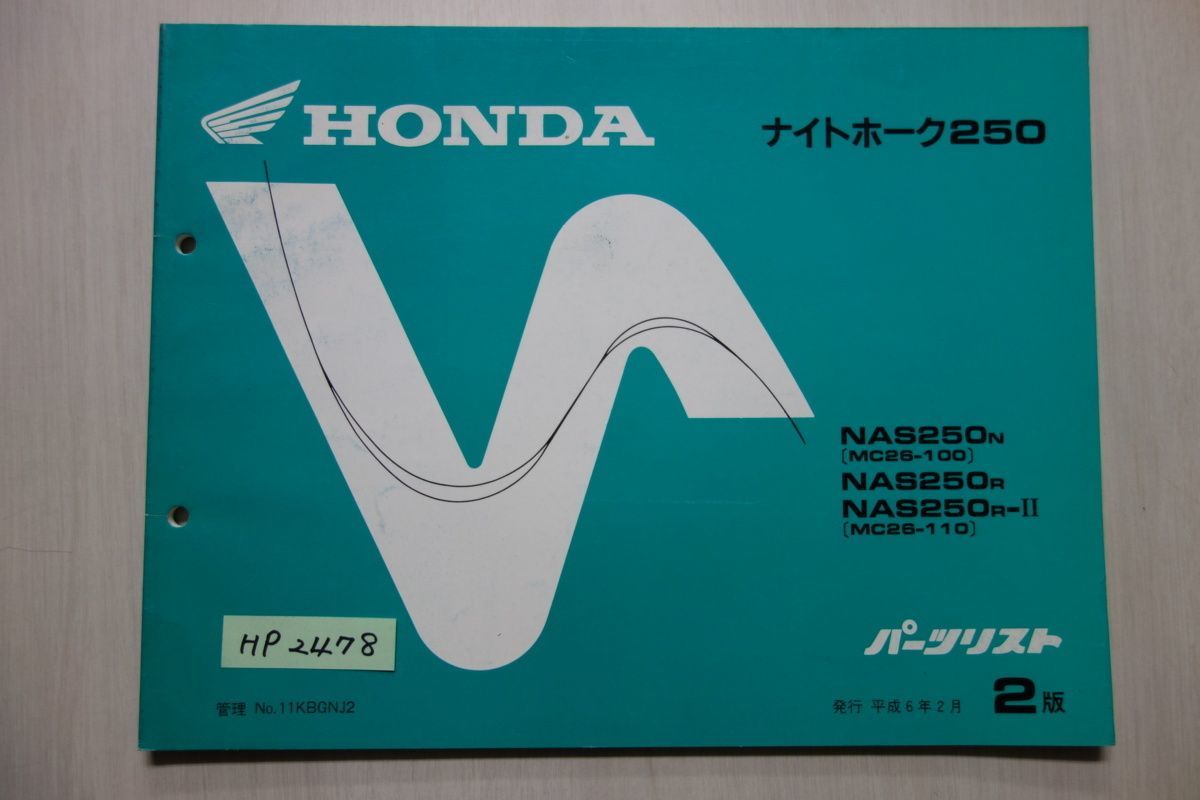 HONDA
ナイトホーク250
NAS250N
〔MC26-100〕
NAS250R
NAS250R-II
〔MC26-110〕
HP 2478
パーツリスト
管理 No.11KBGNJ2
発行 平成6年2月
2版